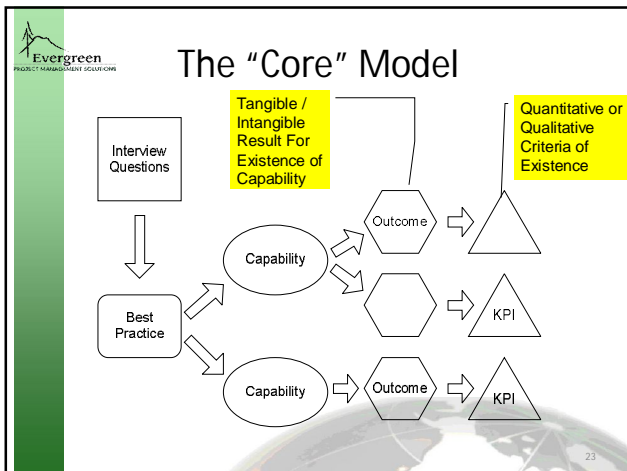 Evergreen
PROJECT MANAGEMENT SOLUTIONS
The “Core” Model
Tangible /
Intangible
Result For
Existence of
Capability
Quantitative or
Qualitative
Criteria of
Existence
Interview
Questions
Outcome
Capability
Best
Practice
KPI
Capability
Outcome
KPI
23